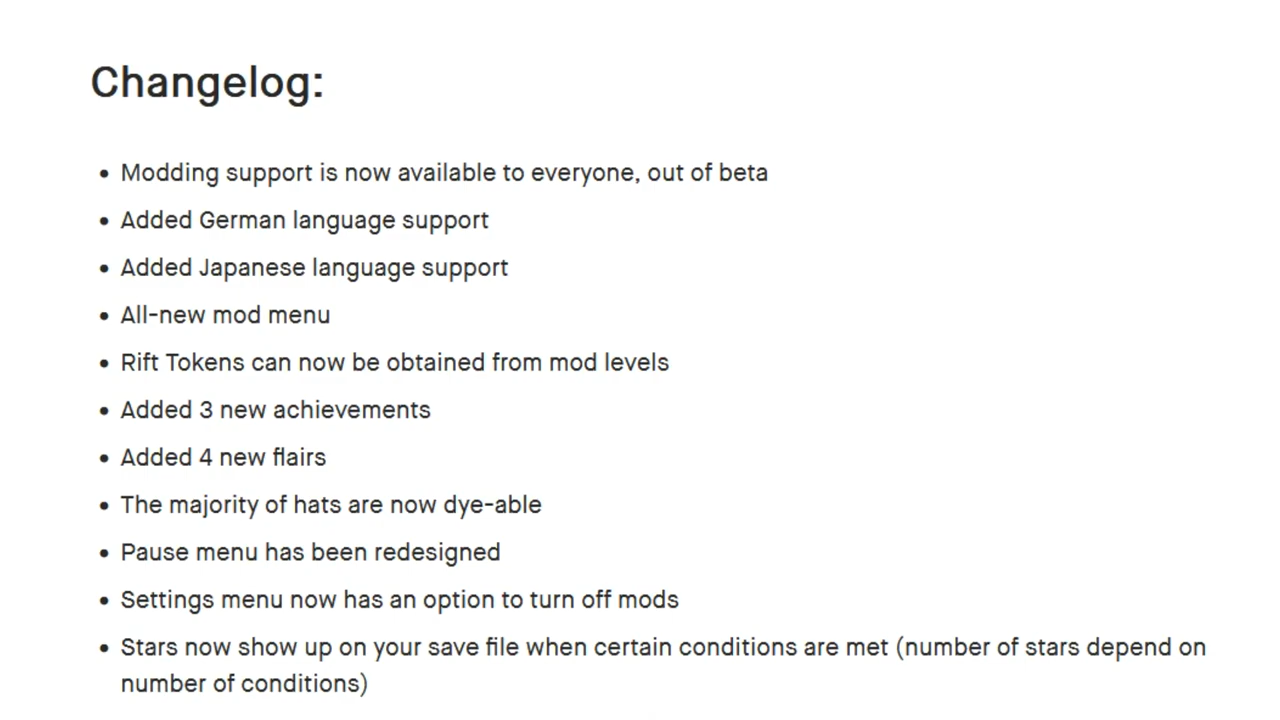 Changelog:
• Modding support is now available to everyone, out of beta
• Added German language support
• Added Japanese language support
• All-new mod menu
• Rift Tokens can now be obtained from mod levels
• Added 3 new achievements
• Added 4 new flairs
• The majority of hats are now dye-able
• Pause menu has been redesigned
• Settings menu now has an option to turn off mods
• Stars now show up on your save file when certain conditions are met (number of stars depend on
number of conditions)